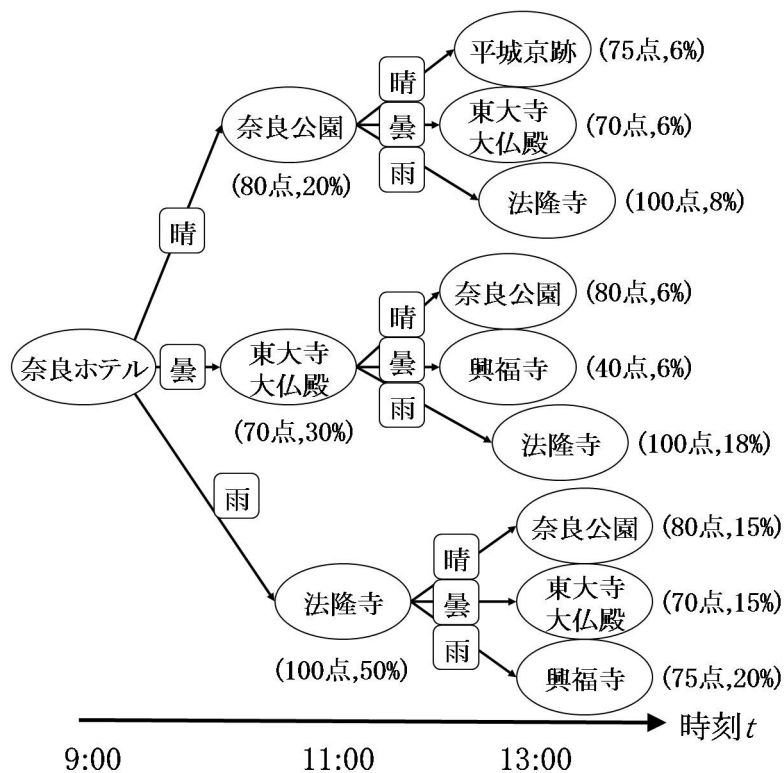 晴
平城京跡
(75点,6%)
奈良公園
曇
東大寺
大仏殿
(70点,6%)
(80点,20%)
雨
法隆寺
(100点,8%)
晴
奈良ホテル
曇
東大寺
大仏殿
(70点,30%)
晴
奈良公園
(80点,6%)
曇
興福寺
(40点,6%)
雨
法隆寺
(100点,18%)
雨
法隆寺
(100点,50%)
晴
奈良公園
(80点,15%)
曇
東大寺
大仏殿
(70点,15%)
雨
興福寺
(75点,20%)
時刻t
9:00
11:00
13:00